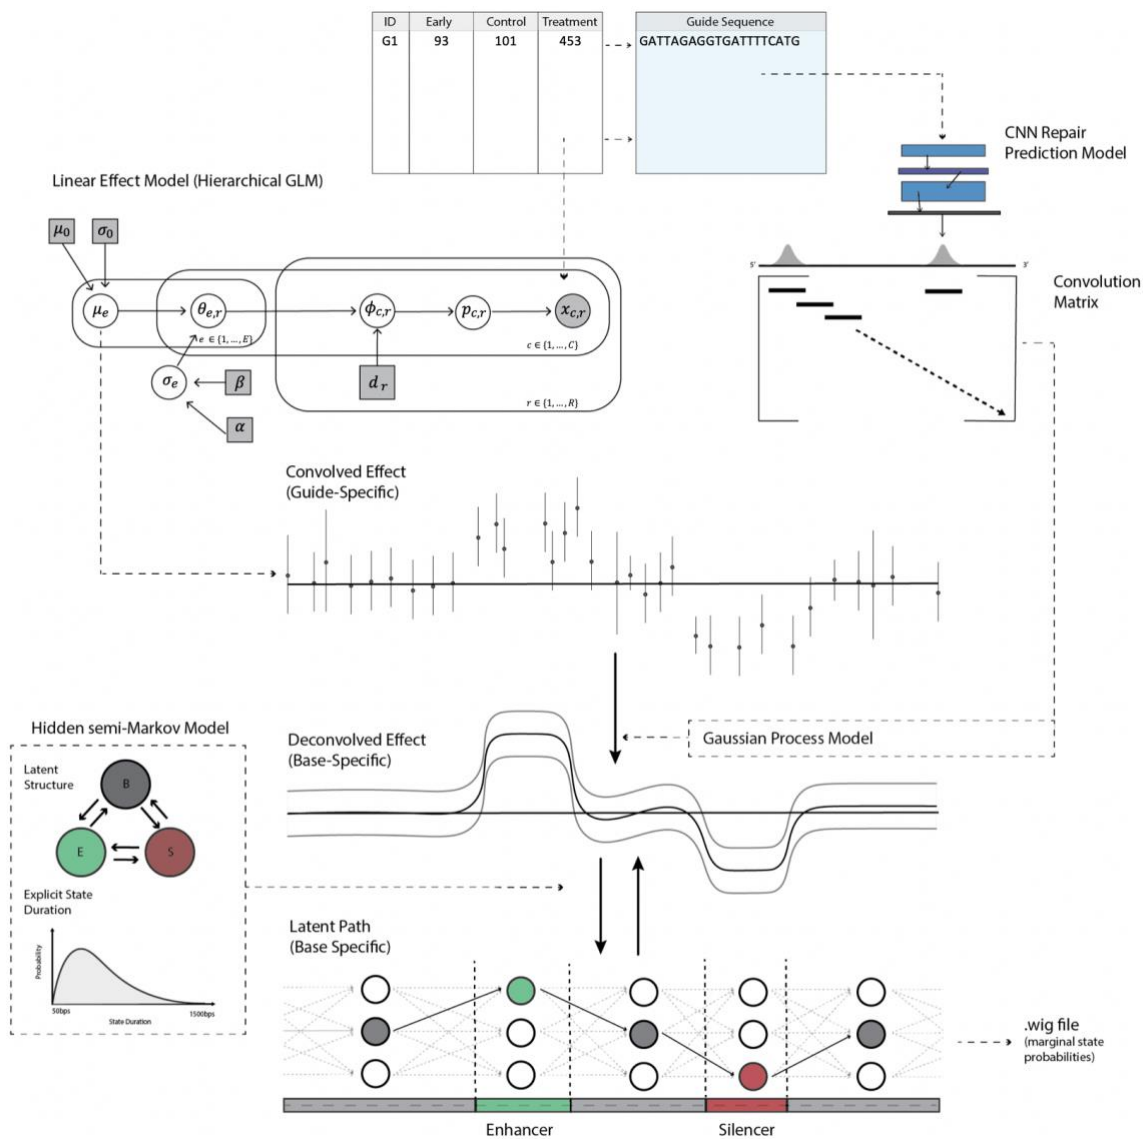 ID Early Control Treatment
G1 93 101 453
Guide Sequence
GATTAGAGGTGATTTTCATG
CNN Repair
Prediction Model
Linear Effect Model (Hierarchical GLM)
μ0 σ0
μe θe,r ϕc,r pc,r xc,r
e ∈ {1, ..., E}
c ∈ {1, ..., C}
σe β dr
r ∈ {1, ..., R}
α
5' 3'
Convolution
Matrix
Convolved Effect
(Guide-Specific)
Hidden semi-Markov Model
Latent
Structure
B
E S
Explicit State
Duration
Probability
50bps 1500bps
State Duration
Deconvolved Effect
(Base-Specific)
Gaussian Process Model
Latent Path
(Base Specific)
.wig file
(marginal state
probabilities)
Enhancer Silencer